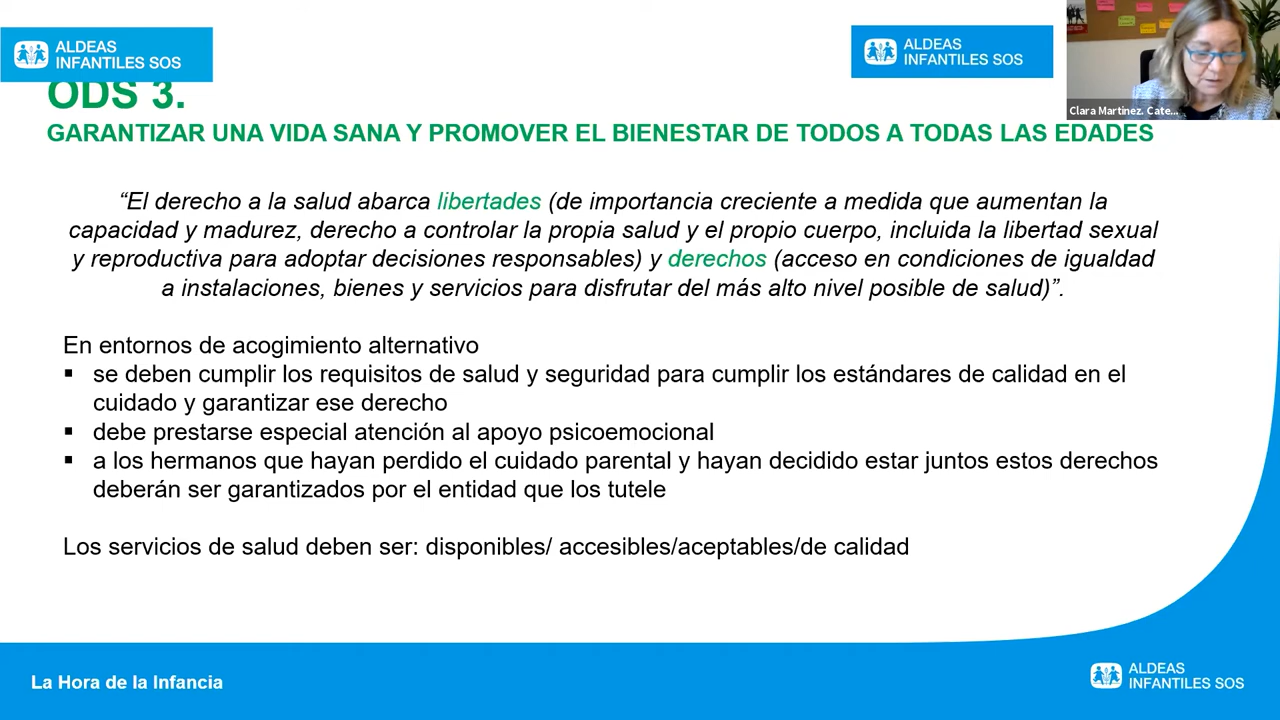 ALDEAS
INFANTILES SOS
ALDEAS
INFANTILES SOS
Clara Martinez. Cate...
ODS 3.
GARANTIZAR UNA VIDA SANA Y PROMOVER EL BIENESTAR DE TODOS A TODAS LAS EDADES
“El derecho a la salud abarca libertades (de importancia creciente a medida que aumentan la
capacidad y madurez, derecho a controlar la propia salud y el propio cuerpo, incluida la libertad sexual
y reproductiva para adoptar decisiones responsables) y derechos (acceso en condiciones de igualdad
a instalaciones, bienes y servicios para disfrutar del más alto nivel posible de salud)”.
En entornos de acogimiento alternativo
▪ se deben cumplir los requisitos de salud y seguridad para cumplir los estándares de calidad en el
cuidado y garantizar ese derecho
▪ debe prestarse especial atención al apoyo psicoemocional
▪ a los hermanos que hayan perdido el cuidado parental y hayan decidido estar juntos estos derechos
deberán ser garantizados por el entidad que los tutele
Los servicios de salud deben ser: disponibles/ accesibles/aceptables/de calidad
La Hora de la Infancia
ALDEAS
INFANTILES SOS